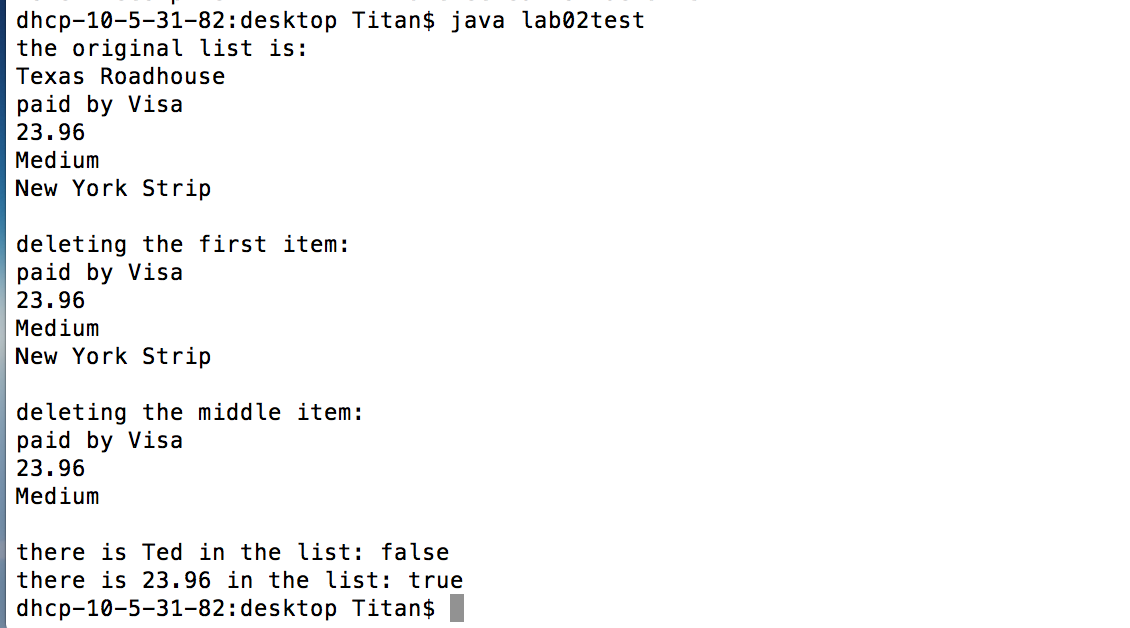 dhcp-10-5-31-82:desktop Titan$ java lab02test
the original list is:
Texas Roadhouse
paid by Visa
23.96
Medium
New York Strip
deleting the first item:
paid by Visa
23.96
Medium
New York Strip
deleting the middle item:
paid by Visa
23.96
Medium
there is Ted in the list: false
there is 23.96 in the list: true
dhcp-10-5-31-82:desktop Titan$